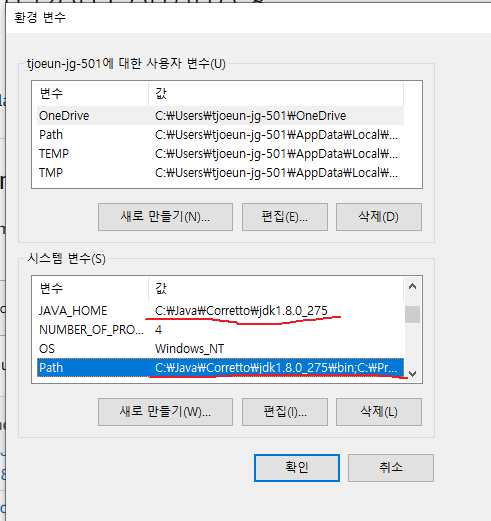 환경 변수
tjoeun-jg-501에 대한 사용자 변수(U)
변수 값
OneDrive C:₩Users₩tjoeun-jg-501₩OneDrive
Path C:₩Users₩tjoeun-jg-501₩AppData₩Local₩...
TEMP C:₩Users₩tjoeun-jg-501₩AppData₩Local₩...
TMP C:₩Users₩tjoeun-jg-501₩AppData₩Local₩...
새로 만들기(N)... 편집(E)... 삭제(D)
시스템 변수(S)
변수 값
JAVA_HOME C:₩Java₩Corretto₩jdk1.8.0_275
NUMBER_OF_PRO... 4
OS Windows_NT
Path C:₩Java₩Corretto₩jdk1.8.0_275₩bin;C:₩Pr...
새로 만들기(W)... 편집(I)... 삭제(L)
확인 취소